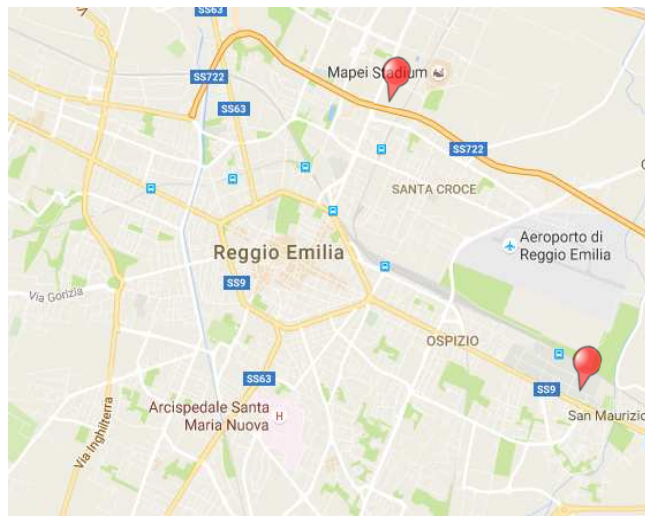 SS63
SS722
Mapei Stadium
SS63
SS722
SANTA CROCE
Reggio Emilia
Aeroporto di
Reggio Emilia
SS9
Via Gorizia
OSPIZIO
SS63
SS9
Arcispedale Santa
Maria Nuova
H
San Maurizio
Via Inghilterra